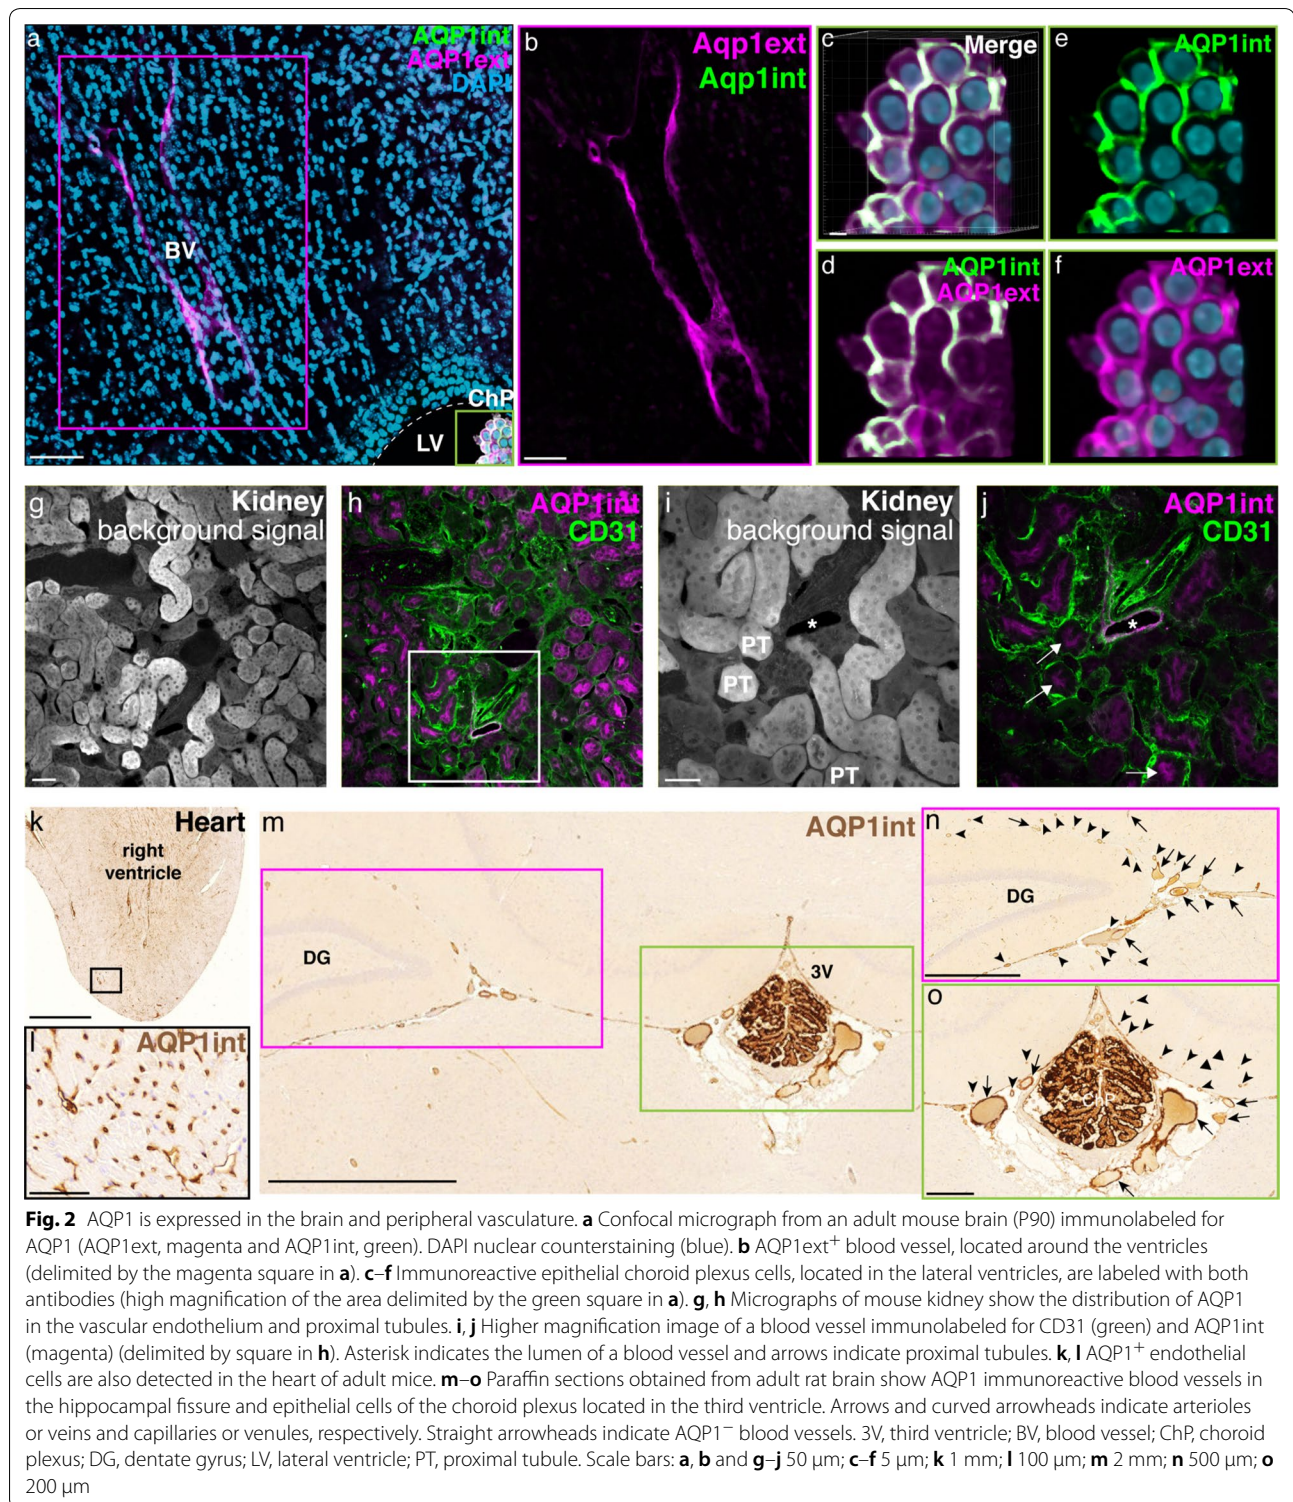 a
AQP1int
AQP1ext
DAPI
BV
ChP
LV
b
Aqp1ext
Aqp1int
c
Merge
e
AQP1int
d
AQP1int
AQP1ext
f
AQP1ext
g
Kidney
background signal
h
AQP1int
CD31
i
Kidney
background signal
*
PT
PT
PT
j
AQP1int
CD31
*
k
Heart
right
ventricle
l
AQP1int
m
AQP1int
DG
3V
n
DG
o
ChP
Fig. 2 AQP1 is expressed in the brain and peripheral vasculature. a Confocal micrograph from an adult mouse brain (P90) immunolabeled for
AQP1 (AQP1ext, magenta and AQP1int, green). DAPI nuclear counterstaining (blue). b AQP1ext+ blood vessel, located around the ventricles
(delimited by the magenta square in a). c–f Immunoreactive epithelial choroid plexus cells, located in the lateral ventricles, are labeled with both
antibodies (high magnification of the area delimited by the green square in a). g, h Micrographs of mouse kidney show the distribution of AQP1
in the vascular endothelium and proximal tubules. i, j Higher magnification image of a blood vessel immunolabeled for CD31 (green) and AQP1int
(magenta) (delimited by square in h). Asterisk indicates the lumen of a blood vessel and arrows indicate proximal tubules. k, l AQP1+ endothelial
cells are also detected in the heart of adult mice. m–o Paraffin sections obtained from adult rat brain show AQP1 immunoreactive blood vessels in
the hippocampal fissure and epithelial cells of the choroid plexus located in the third ventricle. Arrows and curved arrowheads indicate arterioles
or veins and capillaries or venules, respectively. Straight arrowheads indicate AQP1− blood vessels. 3V, third ventricle; BV, blood vessel; ChP, choroid
plexus; DG, dentate gyrus; LV, lateral ventricle; PT, proximal tubule. Scale bars: a, b and g–j 50 µm; c–f 5 µm; k 1 mm; l 100 µm; m 2 mm; n 500 µm; o
200 µm